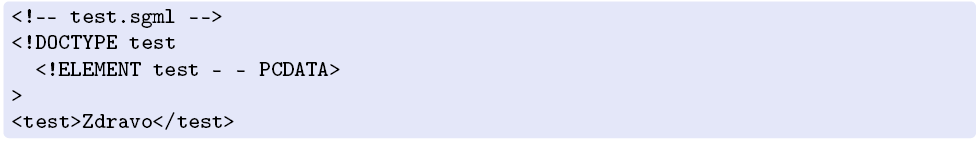 <!-- test.sgml -->
<!DOCTYPE test
<!ELEMENT test - - PCDATA>
>
<test>Zdravo</test>